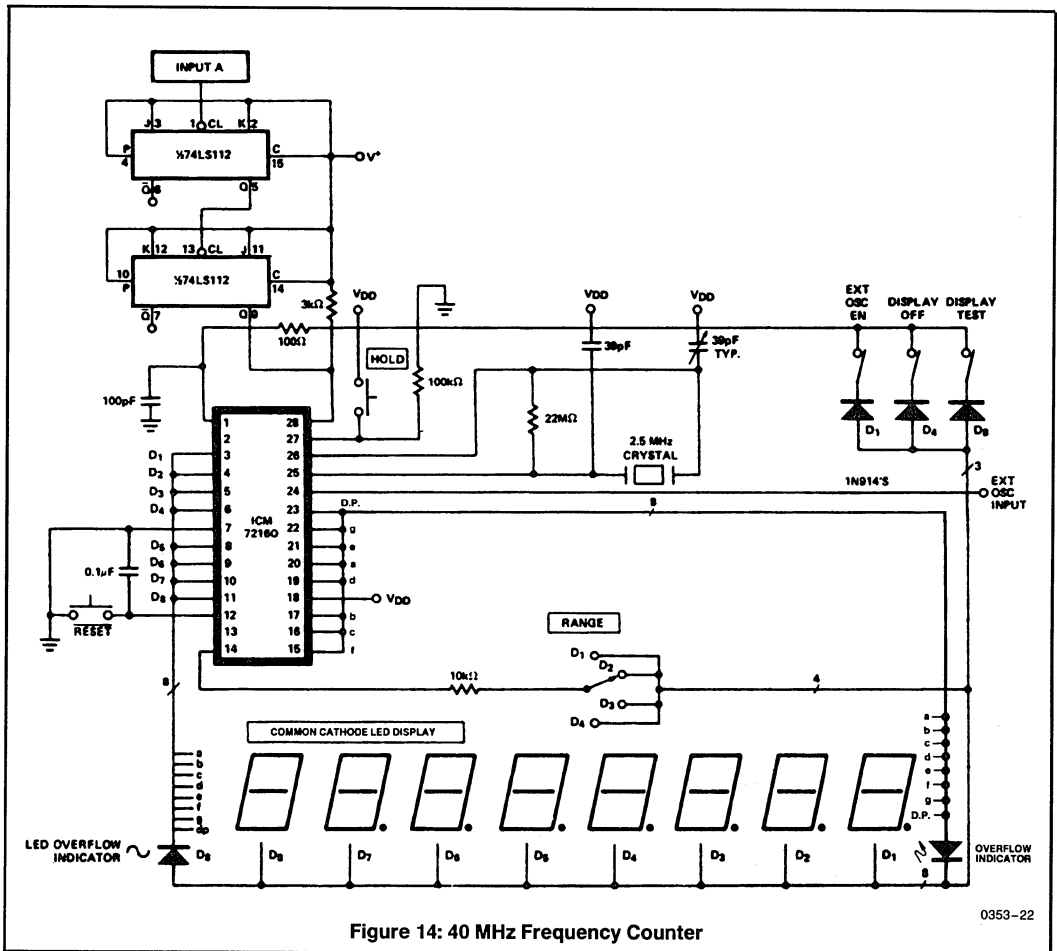 INPUT A
J 3 1 CL K 2
P 4 ½74LS112 C 15
V⁺
Q̅ 6 Q 5
K 12 13 CL J 11
10 P ½74LS112 C 14
Q̅ 7 Q 9
3kΩ
100Ω
VDD
HOLD
100kΩ
VDD VDD
39pF
39pF TYP.
EXT OSC EN
DISPLAY OFF
DISPLAY TEST
D1 D4 D8
3
100pF
22MΩ
2.5 MHz CRYSTAL
1N914'S
EXT OSC INPUT
ICM 7216D
1 28
2 27
D1 3 26
D2 4 25
D3 5 24
D4 6 23 D.P.
7 22 g
D5 8 21 e
D6 9 20 a
D7 10 19 d
D8 11 18 VDD
12 17 b
13 16 c
14 15 f
8
0.1μF
RESET
RANGE
D1
D2
D3
D4
10kΩ
4
8
COMMON CATHODE LED DISPLAY
a
b
c
d
e
f
g
dp
a
b
c
d
e
f
g
D.P.
LED OVERFLOW INDICATOR
D8 D8 D7 D6 D5 D4 D3 D2 D1
OVERFLOW INDICATOR
8
0353–22
Figure 14: 40 MHz Frequency Counter